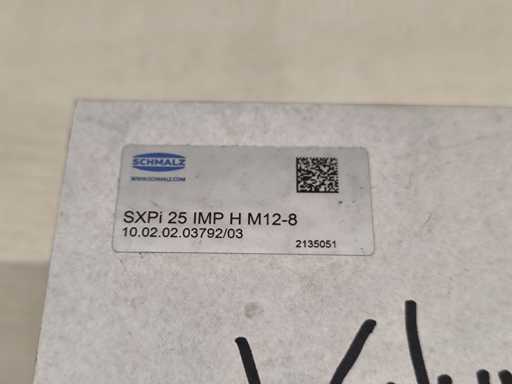 SCHMALZ
WWW.SCHMALZ.COM
SXPi 25 IMP H M12-8
10.02.02.03792/03
2135051